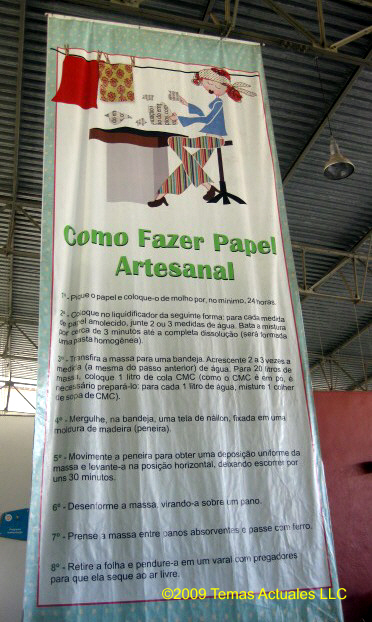 Como Fazer Papel
Artesanal
1º - Pique o papel e coloque-o de molho por, no mínimo, 24 horas.
2º - Coloque no liquidificador da seguinte forma: para cada medida
de papel amolecido, junte 2 ou 3 medidas de água. Bata a mistura
por cerca de 3 minutos até a completa dissolução (será formada
uma pasta homogênea).
3º - Transfira a massa para uma bandeja. Acrescente 2 a 3 vezes a
medida (a mesma do passo anterior) de água. Para 20 litros de
massa, coloque 1 litro de cola CMC (como o CMC é em pó, é
necessário prepará-lo: para cada 1 litro de água, misture 1 colher
de sopa de CMC).
4º - Mergulhe, na bandeja, uma tela de náilon, fixada em uma
moldura de madeira (peneira).
5º - Movimente a peneira para obter uma deposição uniforme da
massa e levante-a na posição horizontal, deixando escorrer por
uns 30 minutos.
6º - Desenforme a massa, virando-a sobre um pano.
7º - Prense a massa entre panos absorventes e passe com ferro.
8º - Retire a folha e pendure-a em um varal com pregadores
para que ela seque ao ar livre.
©2009 Temas Actuales LLC